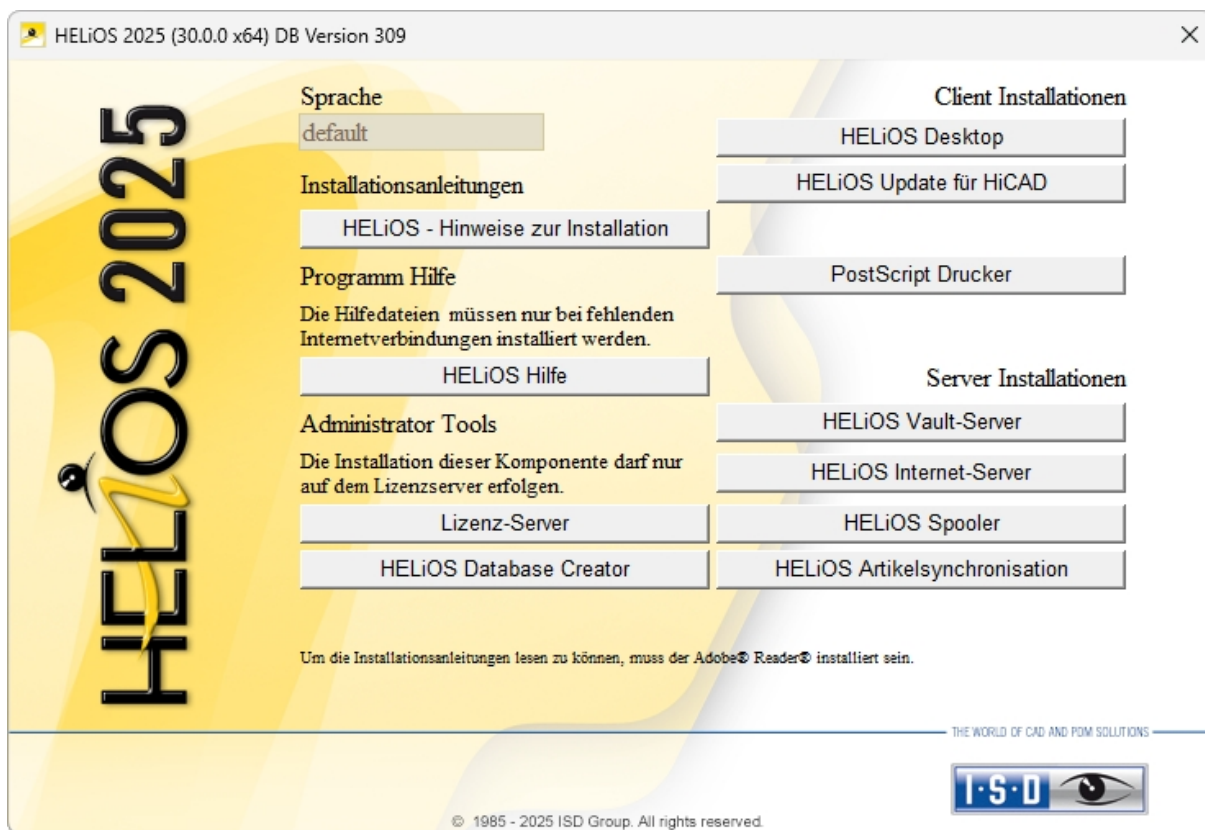 HELiOS 2025 (30.0.0 x64) DB Version 309
HELiOS 2025
Sprache
default
Installationsanleitungen
HELiOS - Hinweise zur Installation
Programm Hilfe
Die Hilfedateien müssen nur bei fehlenden
Internetverbindungen installiert werden.
HELiOS Hilfe
Administrator Tools
Die Installation dieser Komponente darf nur
auf dem Lizenzserver erfolgen.
Lizenz-Server
HELiOS Database Creator
Client Installationen
HELiOS Desktop
HELiOS Update für HiCAD
PostScript Drucker
Server Installationen
HELiOS Vault-Server
HELiOS Internet-Server
HELiOS Spooler
HELiOS Artikelsynchronisation
Um die Installationsanleitungen lesen zu können, muss der Adobe® Reader® installiert sein.
THE WORLD OF CAD AND PDM SOLUTIONS
I·S·D
© 1985 - 2025 ISD Group. All rights reserved.